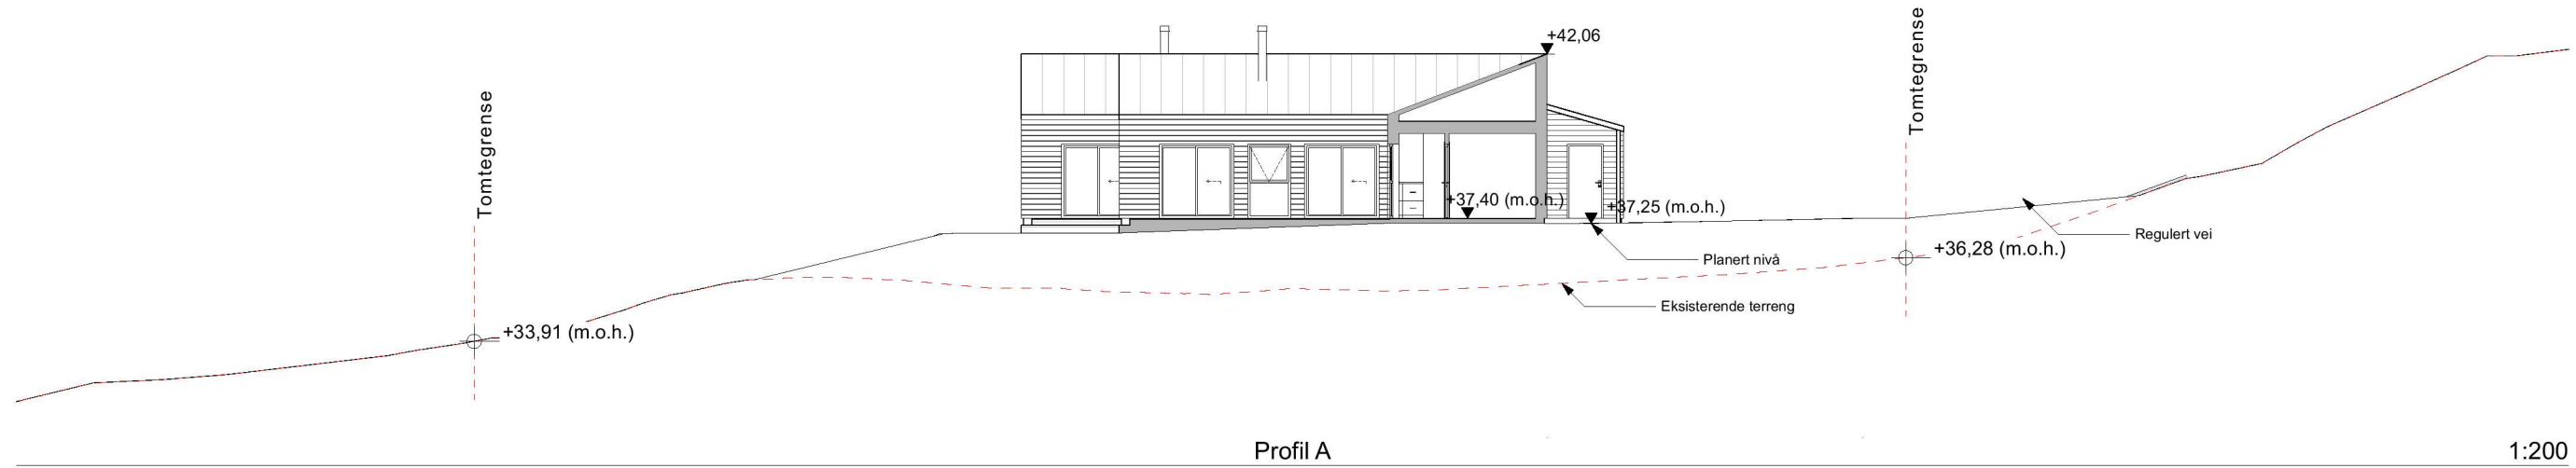 +42,06
Tomtegrense
Tomtegrense
+37,40 (m.o.h.)
+37,25 (m.o.h.)
Regulert vei
+36,28 (m.o.h.)
Planert nivå
Eksisterende terreng
+33,91 (m.o.h.)
Profil A
1:200